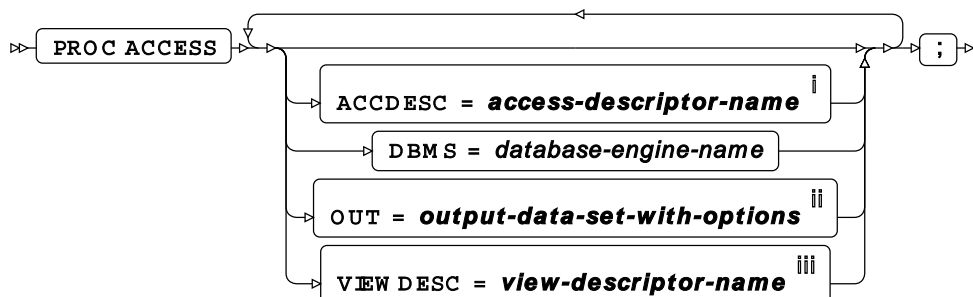 PROC ACCESS ;
ACCDESC = access-descriptor-name i
DBMS = database-engine-name
OUT = output-data-set-with-options ii
VIEWDESC = view-descriptor-name iii